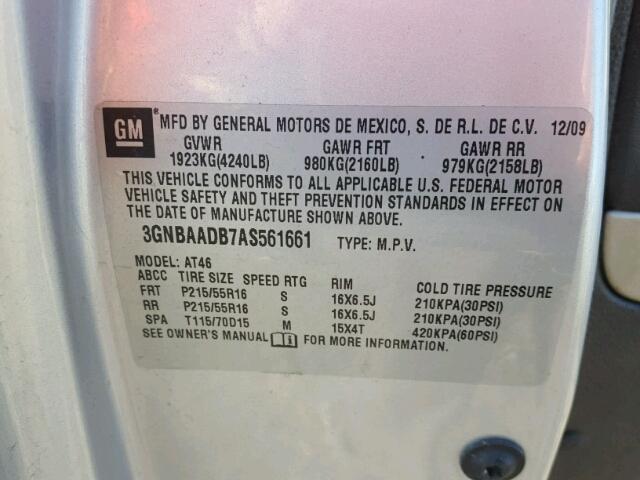 GM ® MFD BY GENERAL MOTORS DE MEXICO, S. DE R.L. DE C.V. 12/09
GVWR GAWR FRT GAWR RR
1923KG(4240LB) 980KG(2160LB) 979KG(2158LB)
THIS VEHICLE CONFORMS TO ALL APPLICABLE U.S. FEDERAL MOTOR
VEHICLE SAFETY AND THEFT PREVENTION STANDARDS IN EFFECT ON
THE DATE OF MANUFACTURE SHOWN ABOVE.
3GNBAADB7AS561661 TYPE: M.P.V.
MODEL: AT46
ABCC TIRE SIZE SPEED RTG RIM COLD TIRE PRESSURE
FRT P215/55R16 S 16X6.5J 210KPA(30PSI)
RR P215/55R16 S 16X6.5J 210KPA(30PSI)
SPA T115/70D15 M 15X4T 420KPA(60PSI)
SEE OWNER'S MANUAL FOR MORE INFORMATION.